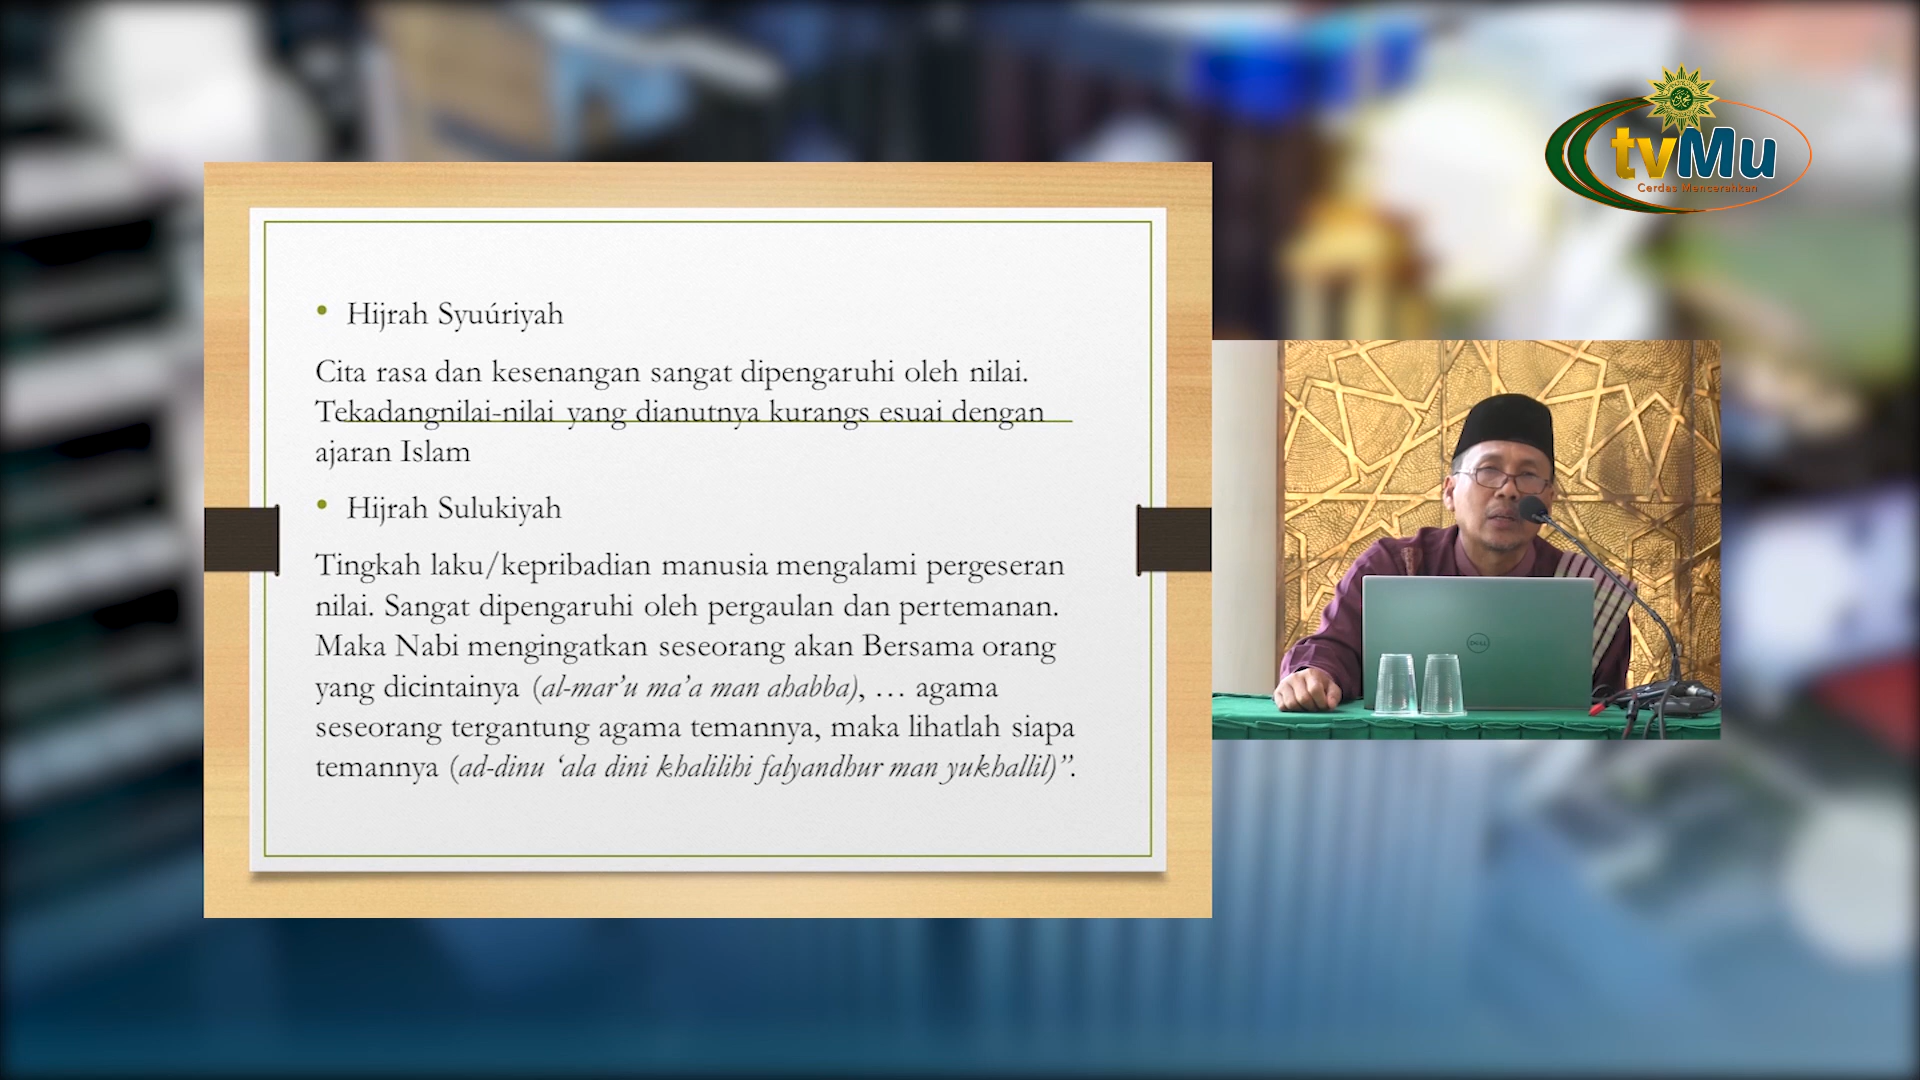 tvMu
Cerdas Mencerahkan
• Hijrah Syuúriyah
Cita rasa dan kesenangan sangat dipengaruhi oleh nilai.
Tekadangnilai-nilai yang dianutnya kurangs esuai dengan
ajaran Islam
• Hijrah Sulukiyah
Tingkah laku/kepribadian manusia mengalami pergeseran
nilai. Sangat dipengaruhi oleh pergaulan dan pertemanan.
Maka Nabi mengingatkan seseorang akan Bersama orang
yang dicintainya (al-mar’u ma’a man ahabba), … agama
seseorang tergantung agama temannya, maka lihatlah siapa
temannya (ad-dinu ‘ala dini khalilihi falyandhur man yukhallil)”.
DELL